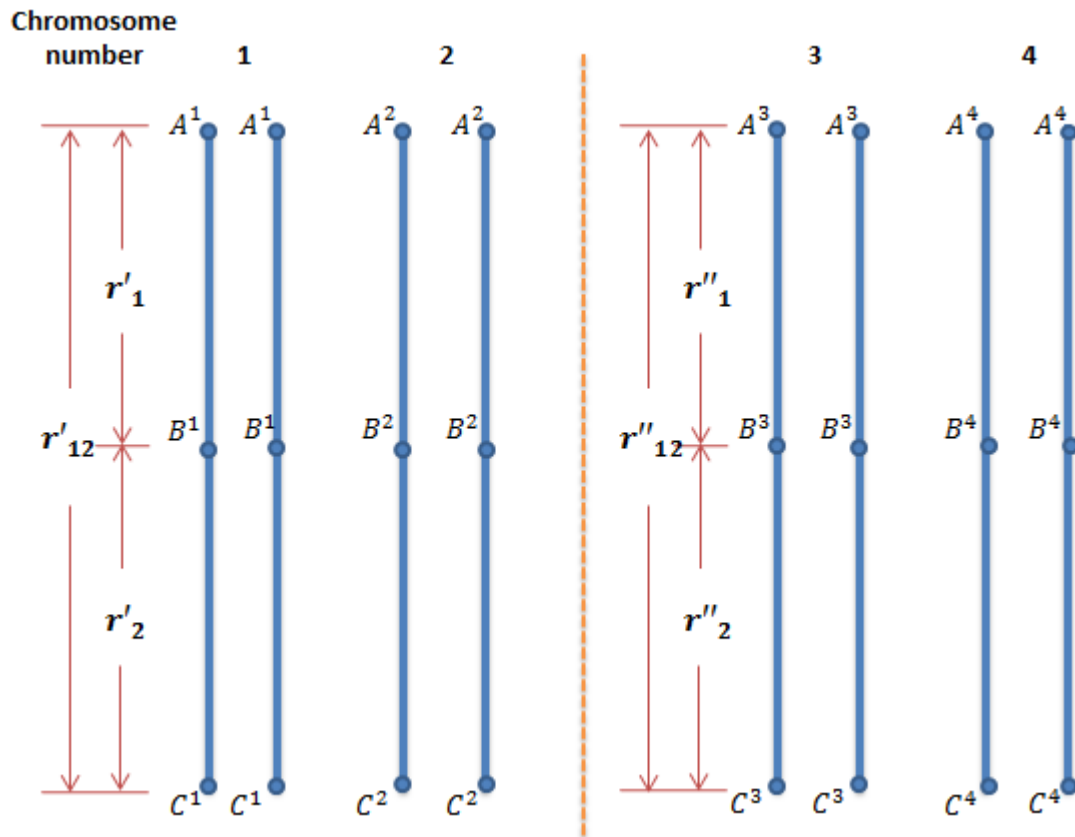 Chromosome
number 1 2 3 4
A¹ A¹ A² A² A³ A³ A⁴ A⁴
r'₁ r''₁
B¹ B¹ B² B² B³ B³ B⁴ B⁴
r'₁₂ r''₁₂
r'₂ r''₂
C¹ C¹ C² C² C³ C³ C⁴ C⁴